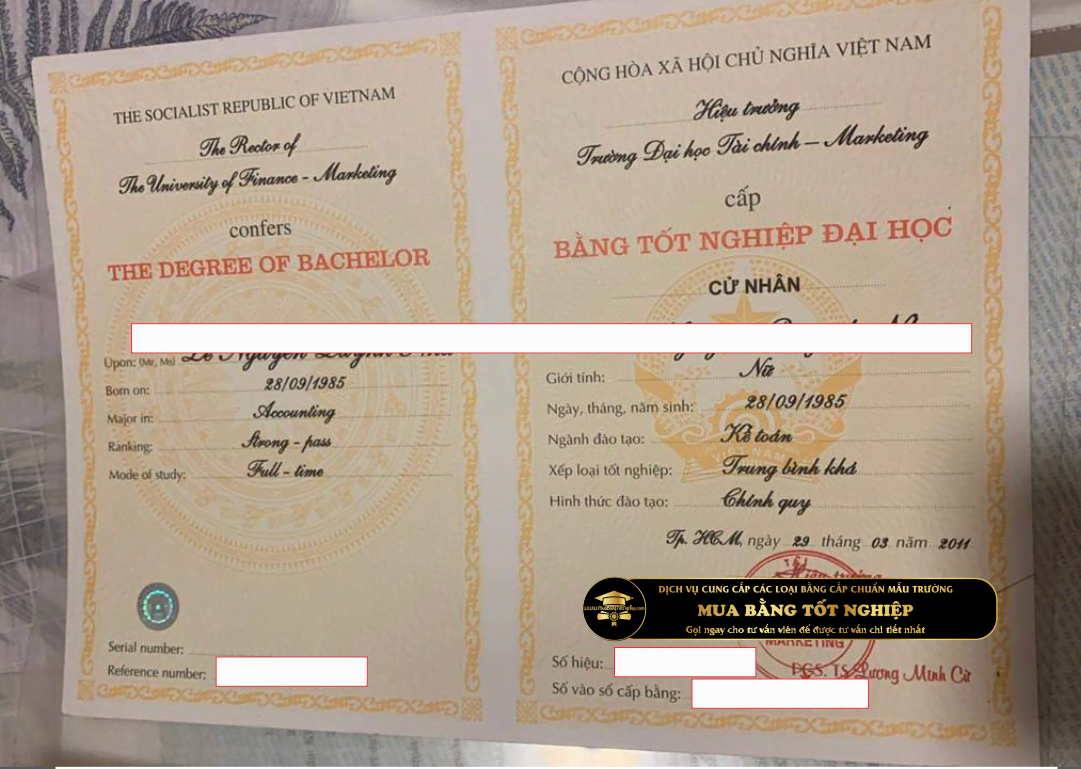 THE SOCIALIST REPUBLIC OF VIETNAM
The Rector of
The University of Finance - Marketing
confers
THE DEGREE OF BACHELOR
Upon: (Mr, Ms)
Born on: 28/09/1985
Major in: Accounting
Ranking: Strong - pass
Mode of study: Full - time
Serial number:
Reference number:
CỘNG HÒA XÃ HỘI CHỦ NGHĨA VIỆT NAM
Hiệu trưởng
Trường Đại học Tài chính – Marketing
cấp
BẰNG TỐT NGHIỆP ĐẠI HỌC
CỬ NHÂN
Giới tính: Nữ
Ngày, tháng, năm sinh: 28/09/1985
Ngành đào tạo: Kế toán
Xếp loại tốt nghiệp: Trung bình khá
Hình thức đào tạo: Chính quy
VIỆT NAM
Tp. HCM, ngày 29 tháng 03 năm 2011
Hiệu trưởng
DỊCH VỤ CUNG CẤP CÁC LOẠI BẰNG CẤP CHUẨN MẪU TRƯỜNG
MUA BẰNG TỐT NGHIỆP
Gọi ngay cho tư vấn viên để được tư vấn chi tiết nhất
MARKETING
PGS. TS Lương Minh Cừ
Số hiệu:
Số vào sổ cấp bằng: